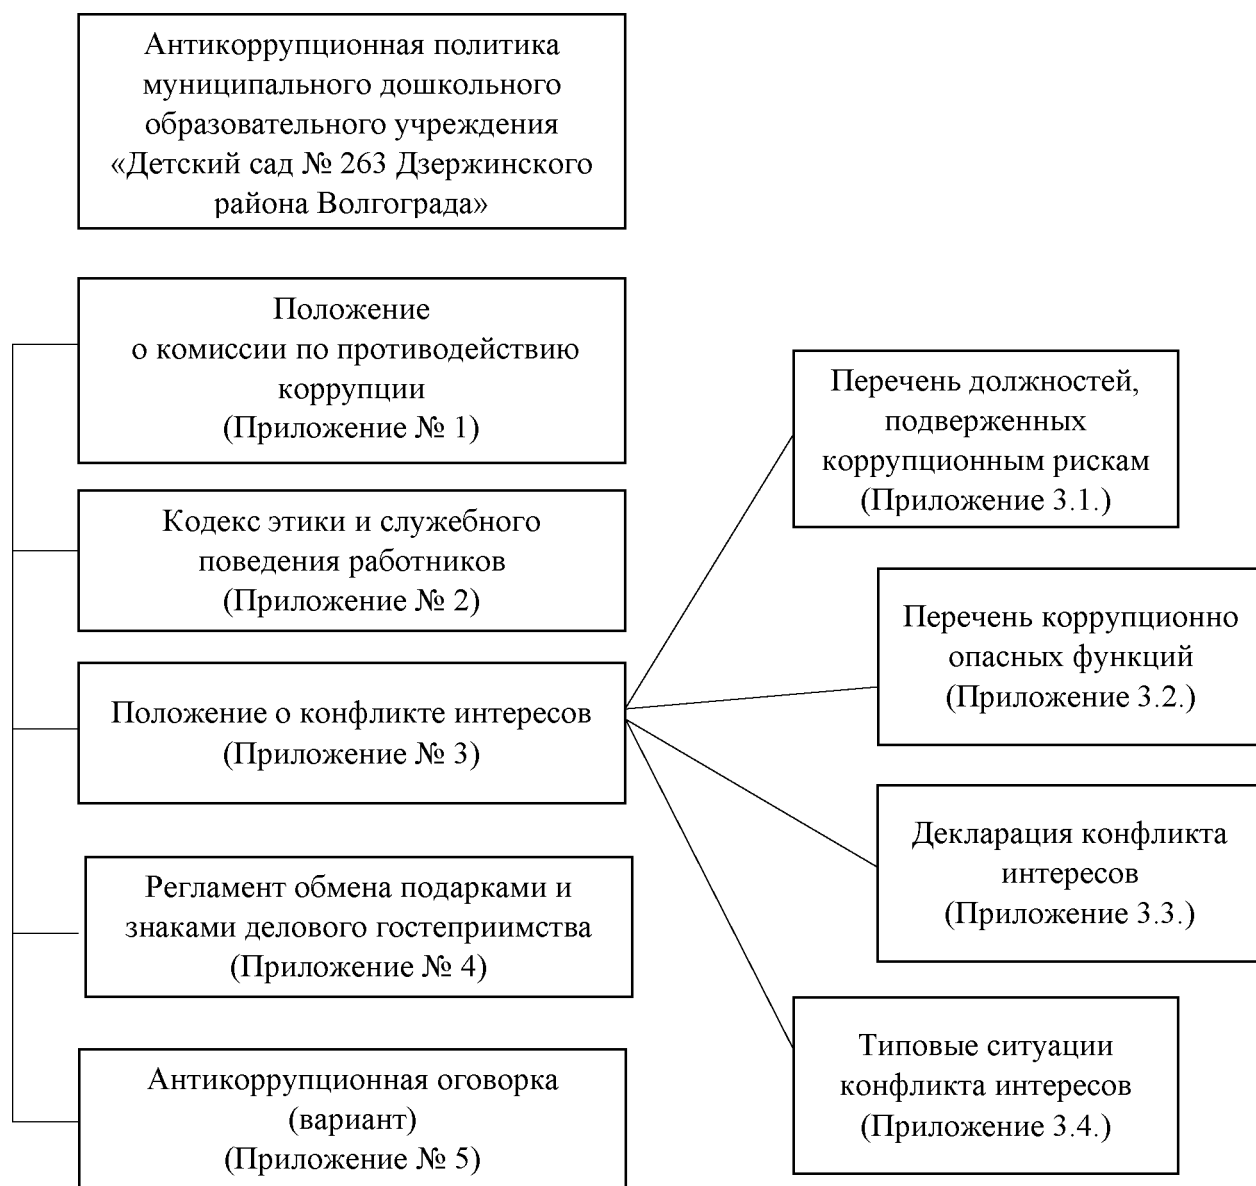 Антикоррупционная политика
муниципального дошкольного
образовательного учреждения
«Детский сад № 263 Дзержинского
района Волгограда»
Положение
о комиссии по противодействию
коррупции
(Приложение № 1)
Кодекс этики и служебного
поведения работников
(Приложение № 2)
Положение о конфликте интересов
(Приложение № 3)
Регламент обмена подарками и
знаками делового гостеприимства
(Приложение № 4)
Антикоррупционная оговорка
(вариант)
(Приложение № 5)
Перечень должностей,
подверженных
коррупционным рискам
(Приложение 3.1.)
Перечень коррупционно
опасных функций
(Приложение 3.2.)
Декларация конфликта
интересов
(Приложение 3.3.)
Типовые ситуации
конфликта интересов
(Приложение 3.4.)